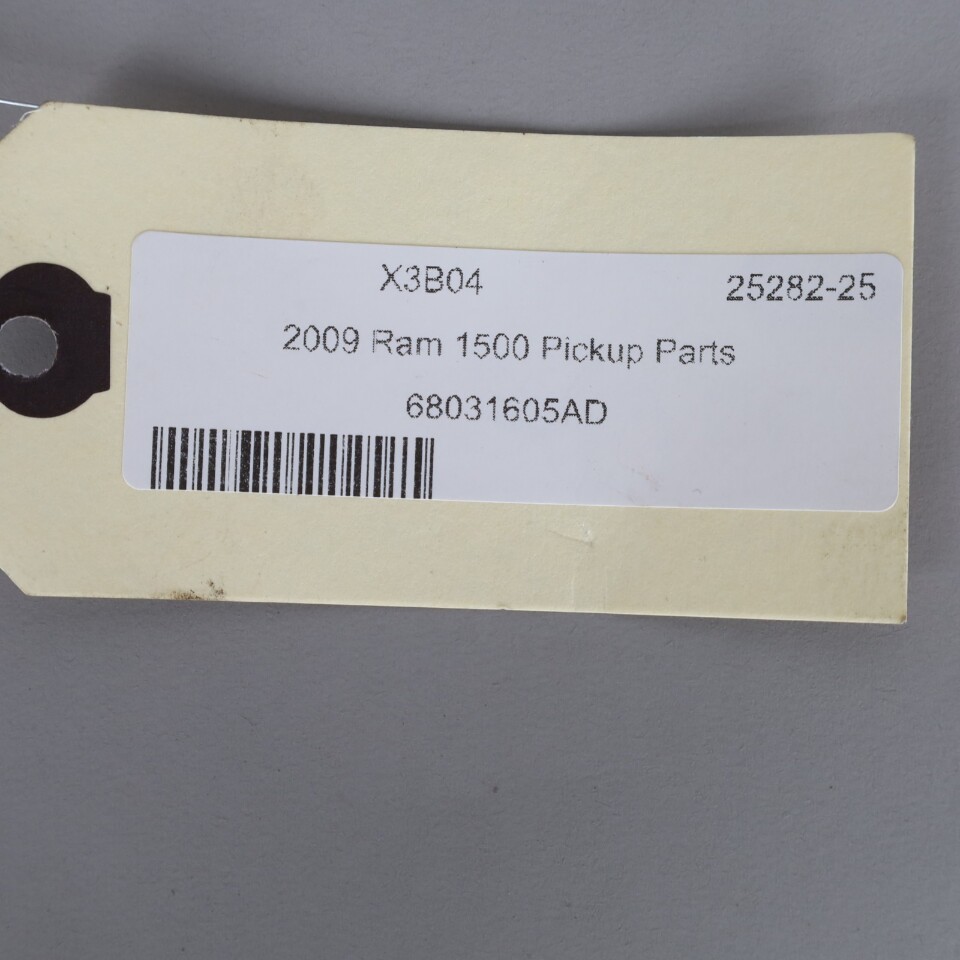 X3B04 25282-25
2009 Ram 1500 Pickup Parts
68031605AD